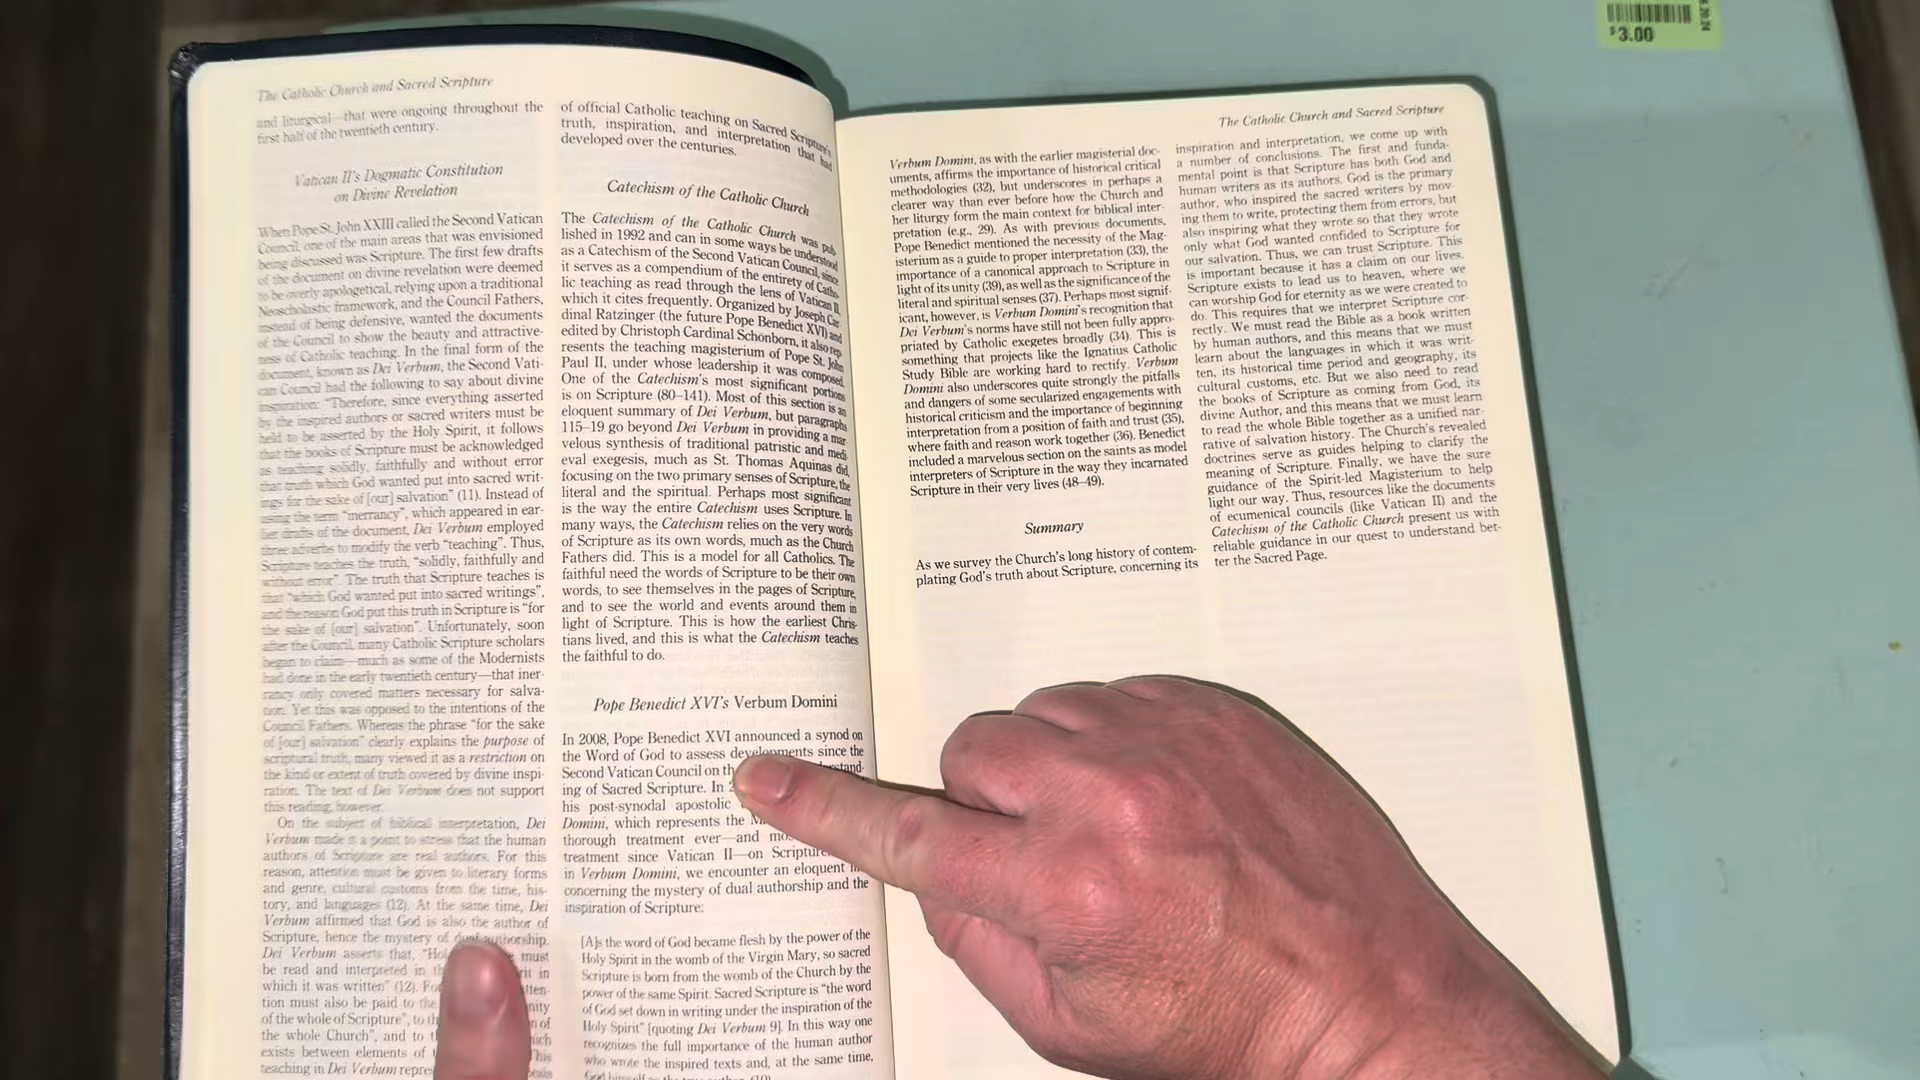 The Catholic Church and Sacred Scripture
and liturgical—that were ongoing throughout the
first half of the twentieth century.
Vatican II's Dogmatic Constitution
on Divine Revelation
When Pope St. John XXIII called the Second Vatican
Council, one of the main areas that was envisioned
being discussed was Scripture. The first few drafts
of the document on divine revelation were deemed
to be overly apologetical, relying upon a traditional
Neoscholastic framework, and the Council Fathers,
instead of being defensive, wanted the documents
of the Council to show the beauty and attractive-
ness of Catholic teaching. In the final form of the
document, known as Dei Verbum, the Second Vati-
can Council had the following to say about divine
inspiration: “Therefore, since everything asserted
by the inspired authors or sacred writers must be
held to be asserted by the Holy Spirit, it follows
that the books of Scripture must be acknowledged
as teaching solidly, faithfully and without error
that truth which God wanted put into sacred writ-
ings for the sake of [our] salvation” (11). Instead of
using the term “inerrancy”, which appeared in ear-
lier drafts of the document, Dei Verbum employed
three adverbs to modify the verb “teaching”. Thus,
Scripture teaches the truth, “solidly, faithfully and
without error”. The truth that Scripture teaches is
that “which God wanted put into sacred writings”,
and the reason God put this truth in Scripture is “for
the sake of [our] salvation”. Unfortunately, soon
after the Council, many Catholic Scripture scholars
began to claim—much as some of the Modernists
had done in the early twentieth century—that iner-
rancy only covered matters necessary for salva-
tion. Yet this was opposed to the intentions of the
Council Fathers. Whereas the phrase “for the sake
of [our] salvation” clearly explains the purpose of
scriptural truth, many viewed it as a restriction on
the kind or extent of truth covered by divine inspi-
ration. The text of Dei Verbum does not support
this reading, however.
On the subject of biblical interpretation, Dei
Verbum made it a point to stress that the human
authors of Scripture are real authors. For this
reason, attention must be given to literary forms
and genre, cultural customs from the time, his-
tory, and languages (12). At the same time, Dei
Verbum affirmed that God is also the author of
Scripture, hence the mystery of dual authorship.
Dei Verbum asserts that, must
be read and interpreted in in
which it was written” (12).
tion must also be paid to the
of the whole of Scripture”, to of
the whole Church”, and to
exists between elements of
teaching in Dei Verbum
of official Catholic teaching on Sacred Scripture's
truth, inspiration, and interpretation that had
developed over the centuries.
Catechism of the Catholic Church
The Catechism of the Catholic Church was pub-
lished in 1992 and can in some ways be understood
as a Catechism of the Second Vatican Council, since
it serves as a compendium of the entirety of Catho-
lic teaching as read through the lens of Vatican II,
which it cites frequently. Organized by Joseph Car-
dinal Ratzinger (the future Pope Benedict XVI) and
edited by Christoph Cardinal Schönborn, it also rep-
resents the teaching magisterium of Pope St. John
Paul II, under whose leadership it was composed.
One of the Catechism's most significant portions
is on Scripture (80–141). Most of this section is an
eloquent summary of Dei Verbum, but paragraphs
115–19 go beyond Dei Verbum in providing a mar-
velous synthesis of traditional patristic and medi-
eval exegesis, much as St. Thomas Aquinas did,
focusing on the two primary senses of Scripture, the
literal and the spiritual. Perhaps most significant
is the way the entire Catechism uses Scripture. In
many ways, the Catechism relies on the very words
of Scripture as its own words, much as the Church
Fathers did. This is a model for all Catholics. The
faithful need the words of Scripture to be their own
words, to see themselves in the pages of Scripture,
and to see the world and events around them in
light of Scripture. This is how the earliest Chris-
tians lived, and this is what the Catechism teaches
the faithful to do.
Pope Benedict XVI's Verbum Domini
In 2008, Pope Benedict XVI announced a synod on
the Word of God to assess developments since the
Second Vatican Council on
ing of Sacred Scripture. In
his post-synodal apostolic
Domini, which represents the
thorough treatment ever—and
treatment since Vatican II—on Scripture.
in Verbum Domini, we encounter an eloquent
concerning the mystery of dual authorship and the
inspiration of Scripture:
[A]s the word of God became flesh by the power of the
Holy Spirit in the womb of the Virgin Mary, so sacred
Scripture is born from the womb of the Church by the
power of the same Spirit. Sacred Scripture is “the word
of God set down in writing under the inspiration of the
Holy Spirit” [quoting Dei Verbum 9]. In this way one
recognizes the full importance of the human author
who wrote the inspired texts and, at the same time,
The Catholic Church and Sacred Scripture
Verbum Domini, as with the earlier magisterial doc-
uments, affirms the importance of historical critical
methodologies (32), but underscores in perhaps a
clearer way than ever before how the Church and
her liturgy form the main context for biblical inter-
pretation (e.g., 29). As with previous documents,
Pope Benedict mentioned the necessity of the Mag-
isterium as a guide to proper interpretation (33), the
importance of a canonical approach to Scripture in
light of its unity (39), as well as the significance of the
literal and spiritual senses (37). Perhaps most signif-
icant, however, is Verbum Domini's recognition that
Dei Verbum's norms have still not been fully appro-
priated by Catholic exegetes broadly (34). This is
something that projects like the Ignatius Catholic
Study Bible are working hard to rectify. Verbum
Domini also underscores quite strongly the pitfalls
and dangers of some secularized engagements with
historical criticism and the importance of beginning
interpretation from a position of faith and trust (35),
where faith and reason work together (36). Benedict
included a marvelous section on the saints as model
interpreters of Scripture in the way they incarnated
Scripture in their very lives (48–49).
Summary
As we survey the Church's long history of contem-
plating God's truth about Scripture, concerning its
inspiration and interpretation, we come up with
a number of conclusions. The first and funda-
mental point is that Scripture has both God and
human writers as its authors. God is the primary
author, who inspired the sacred writers by mov-
ing them to write, protecting them from errors, but
also inspiring what they wrote so that they wrote
only what God wanted confided to Scripture for
our salvation. Thus, we can trust Scripture. This
is important because it has a claim on our lives.
Scripture exists to lead us to heaven, where we
can worship God for eternity as we were created to
do. This requires that we interpret Scripture cor-
rectly. We must read the Bible as a book written
by human authors, and this means that we must
learn about the languages in which it was writ-
ten, its historical time period and geography, its
cultural customs, etc. But we also need to read
the books of Scripture as coming from God, its
divine Author, and this means that we must learn
to read the whole Bible together as a unified nar-
rative of salvation history. The Church's revealed
doctrines serve as guides helping to clarify the
meaning of Scripture. Finally, we have the sure
guidance of the Spirit-led Magisterium to help
light our way. Thus, resources like the documents
of ecumenical councils (like Vatican II) and the
Catechism of the Catholic Church present us with
reliable guidance in our quest to understand bet-
ter the Sacred Page.
$3.00